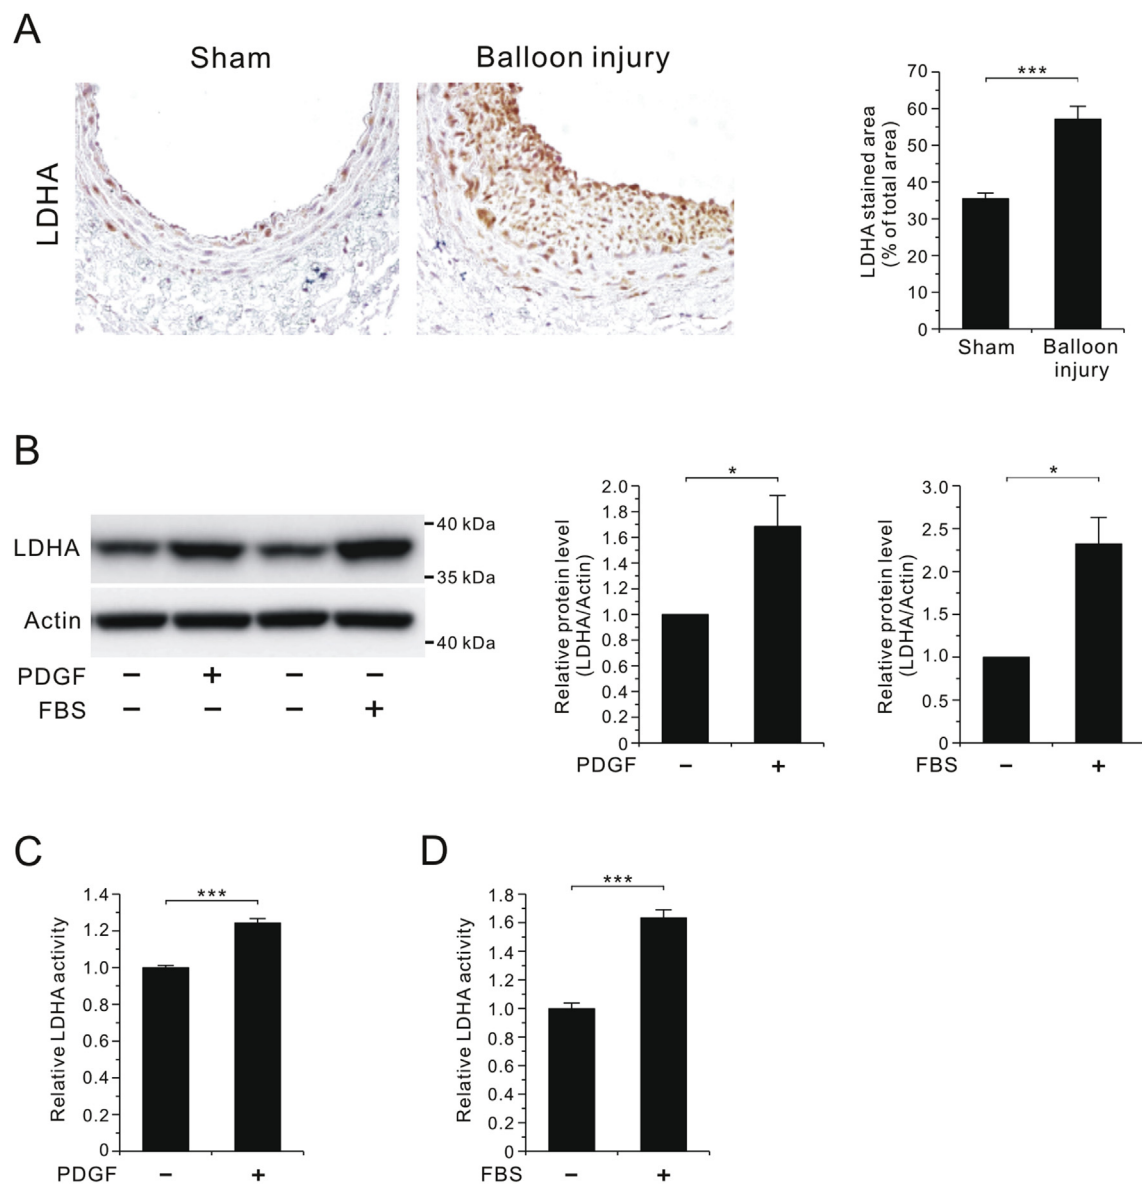 A
Sham
Balloon injury
LDHA
LDHA stained area
(% of total area)
70
60
50
40
30
20
10
0
***
Sham
Balloon
injury
B
LDHA
Actin
40 kDa
35 kDa
40 kDa
PDGF − + − −
FBS − − − +
Relative protein level
(LDHA/Actin)
2.0
1.8
1.6
1.4
1.2
1.0
0.8
0.6
0.4
0.2
0
*
PDGF − +
Relative protein level
(LDHA/Actin)
3.0
2.5
2.0
1.5
1.0
0.5
0
*
FBS − +
C
Relative LDHA activity
1.4
1.2
1.0
0.8
0.6
0.4
0.2
0
***
PDGF − +
D
Relative LDHA activity
1.8
1.6
1.4
1.2
1.0
0.8
0.6
0.4
0.2
0
***
FBS − +